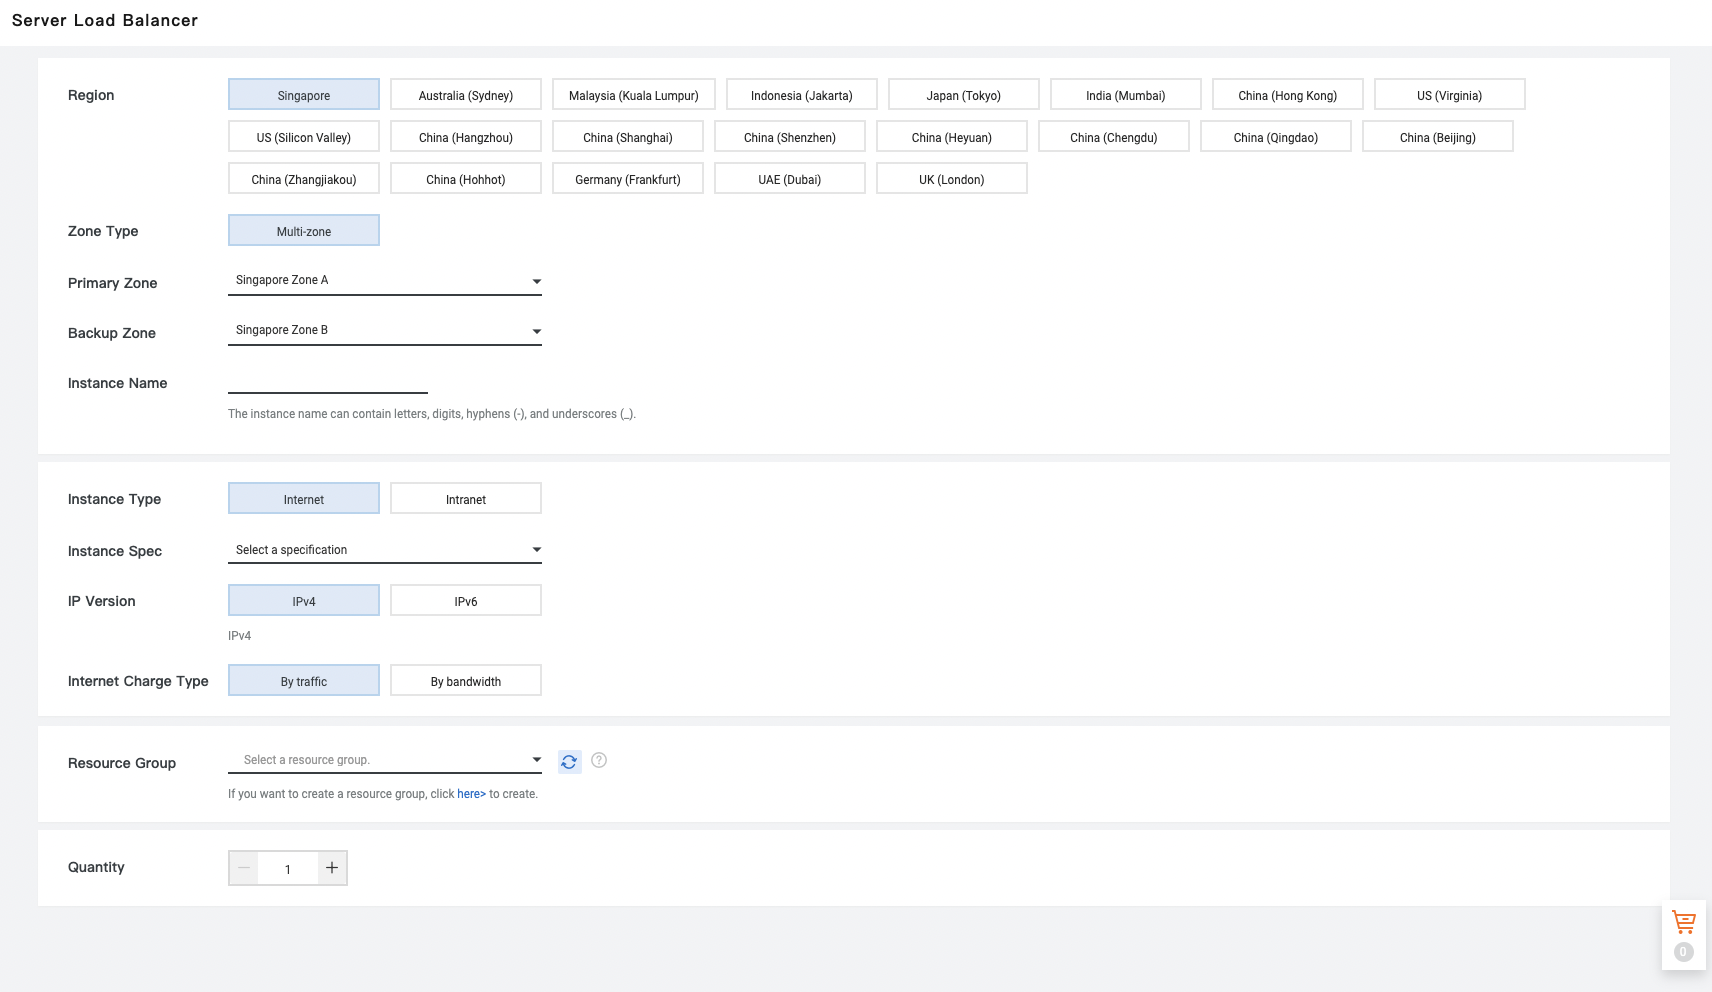 Server Load Balancer
Region
Singapore
Australia (Sydney)
Malaysia (Kuala Lumpur)
Indonesia (Jakarta)
Japan (Tokyo)
India (Mumbai)
China (Hong Kong)
US (Virginia)
US (Silicon Valley)
China (Hangzhou)
China (Shanghai)
China (Shenzhen)
China (Heyuan)
China (Chengdu)
China (Qingdao)
China (Beijing)
China (Zhangjiakou)
China (Hohhot)
Germany (Frankfurt)
UAE (Dubai)
UK (London)
Zone Type
Multi-zone
Primary Zone
Singapore Zone A
Backup Zone
Singapore Zone B
Instance Name
The instance name can contain letters, digits, hyphens (-), and underscores (_).
Instance Type
Internet
Intranet
Instance Spec
Select a specification
IP Version
IPv4
IPv6
IPv4
Internet Charge Type
By traffic
By bandwidth
Resource Group
Select a resource group.
?
If you want to create a resource group, click here> to create.
Quantity
1
0